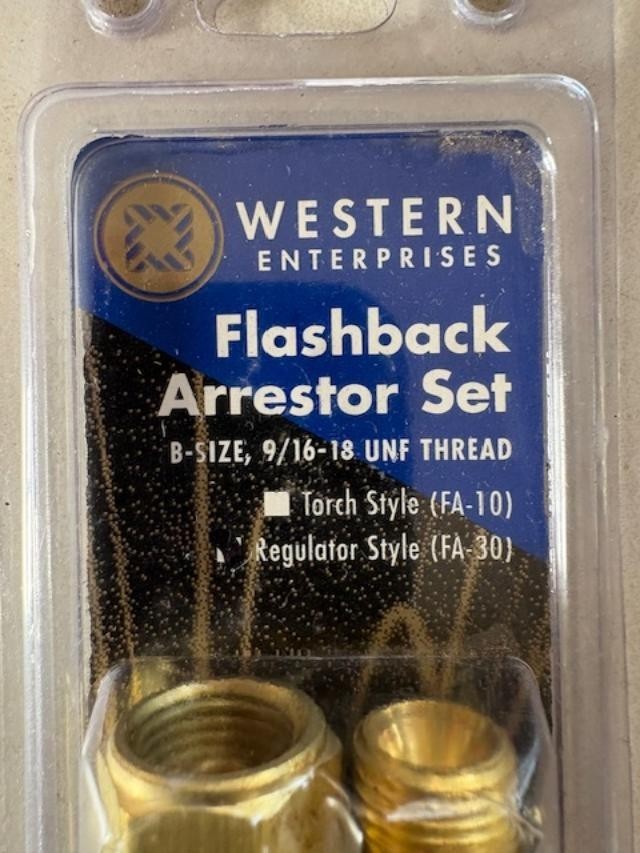 WESTERN
ENTERPRISES
Flashback
Arrestor Set
B-SIZE, 9/16-18 UNF THREAD
Torch Style (FA-10)
Regulator Style (FA-30)